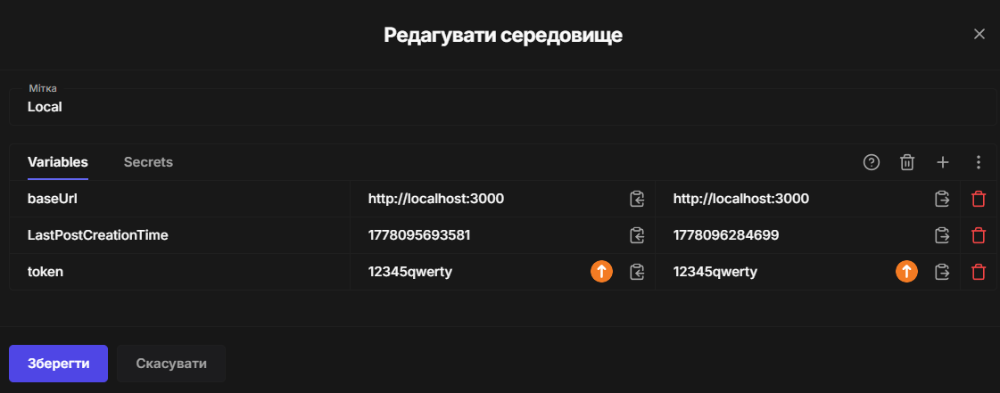 Редагувати середовище
Мітка
Local
Variables Secrets
baseUrl http://localhost:3000 http://localhost:3000
LastPostCreationTime 1778095693581 1778096284699
token 12345qwerty 12345qwerty
Зберегти Скасувати